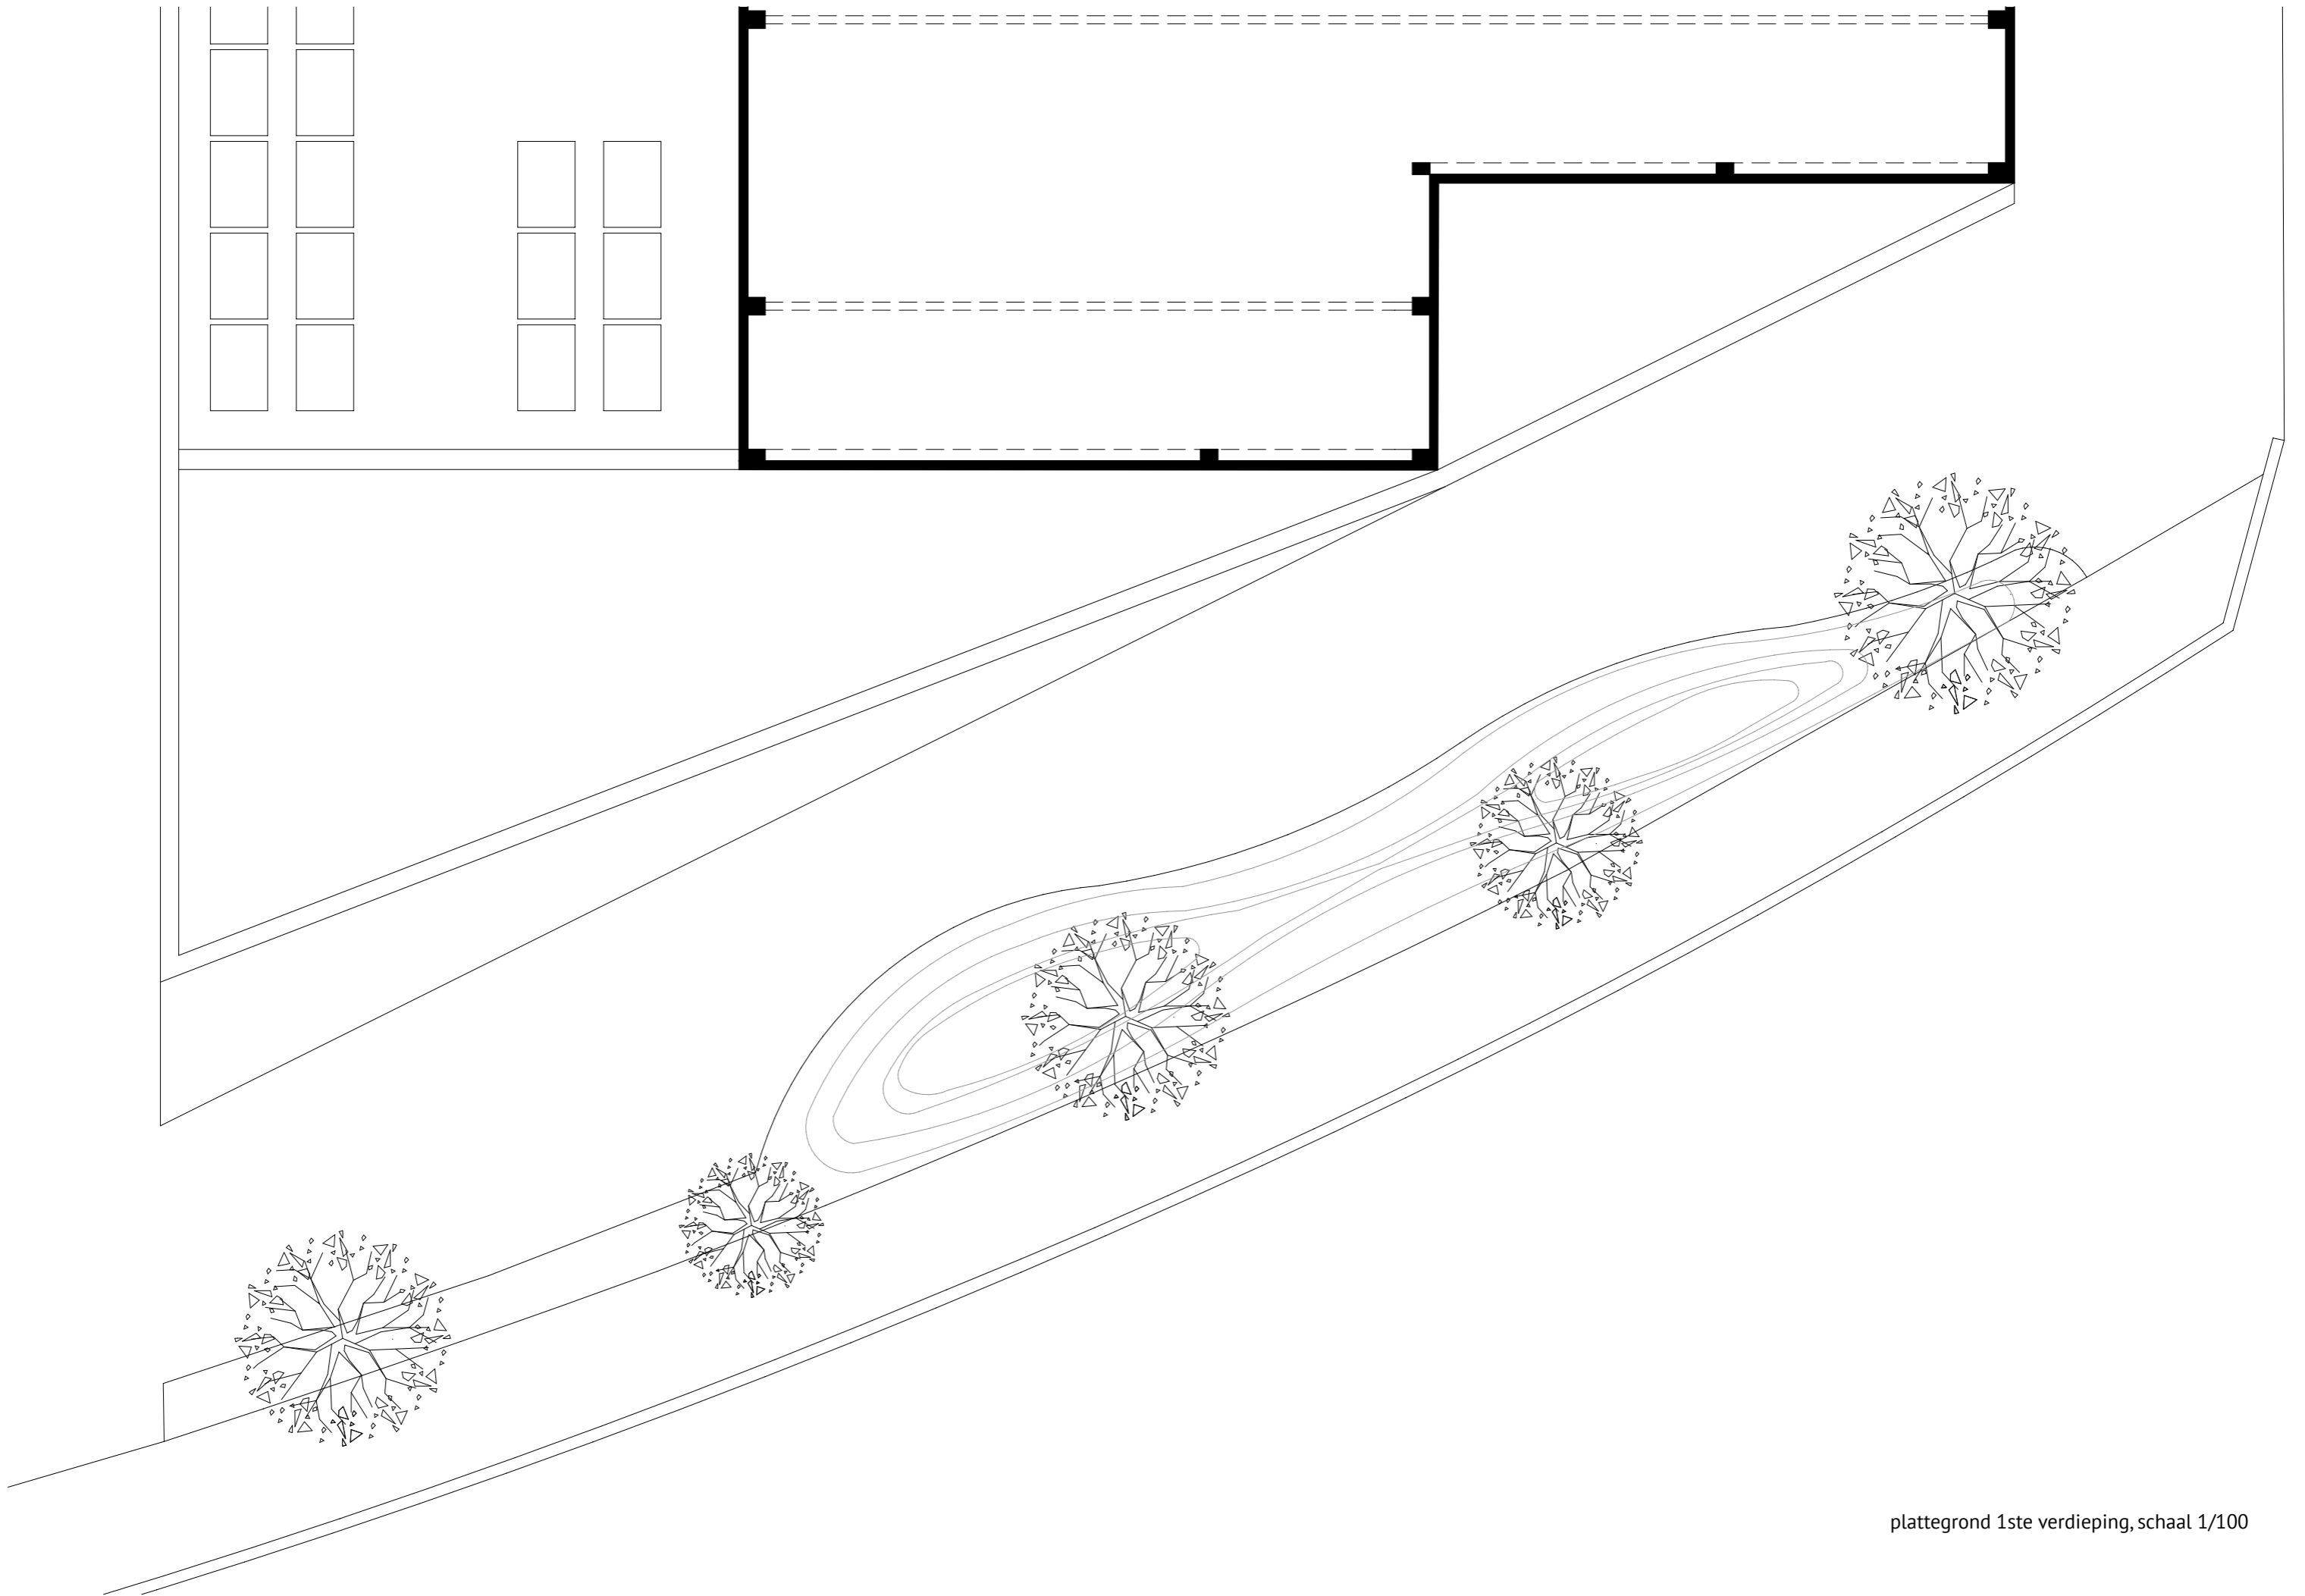 plattegrond 1ste verdieping, schaal 1/100